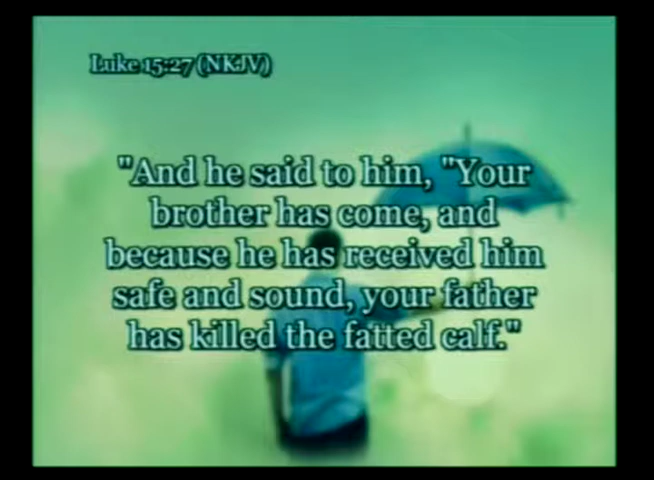 Luke 15:27 (NKJV)
"And he said to him, "Your
brother has come, and
because he has received him
safe and sound, your father
has killed the fatted calf."